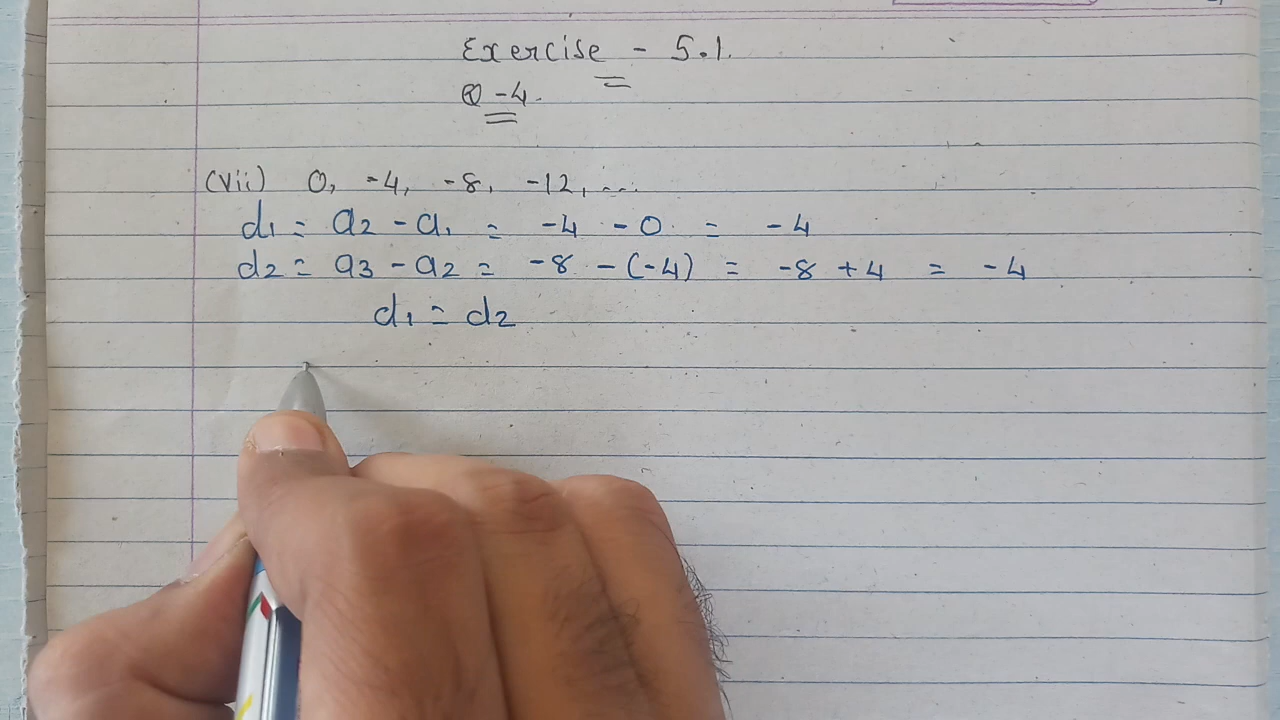 Exercise - 5.1.
Q-4.
(vii) 0, -4, -8, -12, ...
d1 = a2 - a1 = -4 - 0 = -4
d2 = a3 - a2 = -8 - (-4) = -8 + 4 = -4
d1 = d2